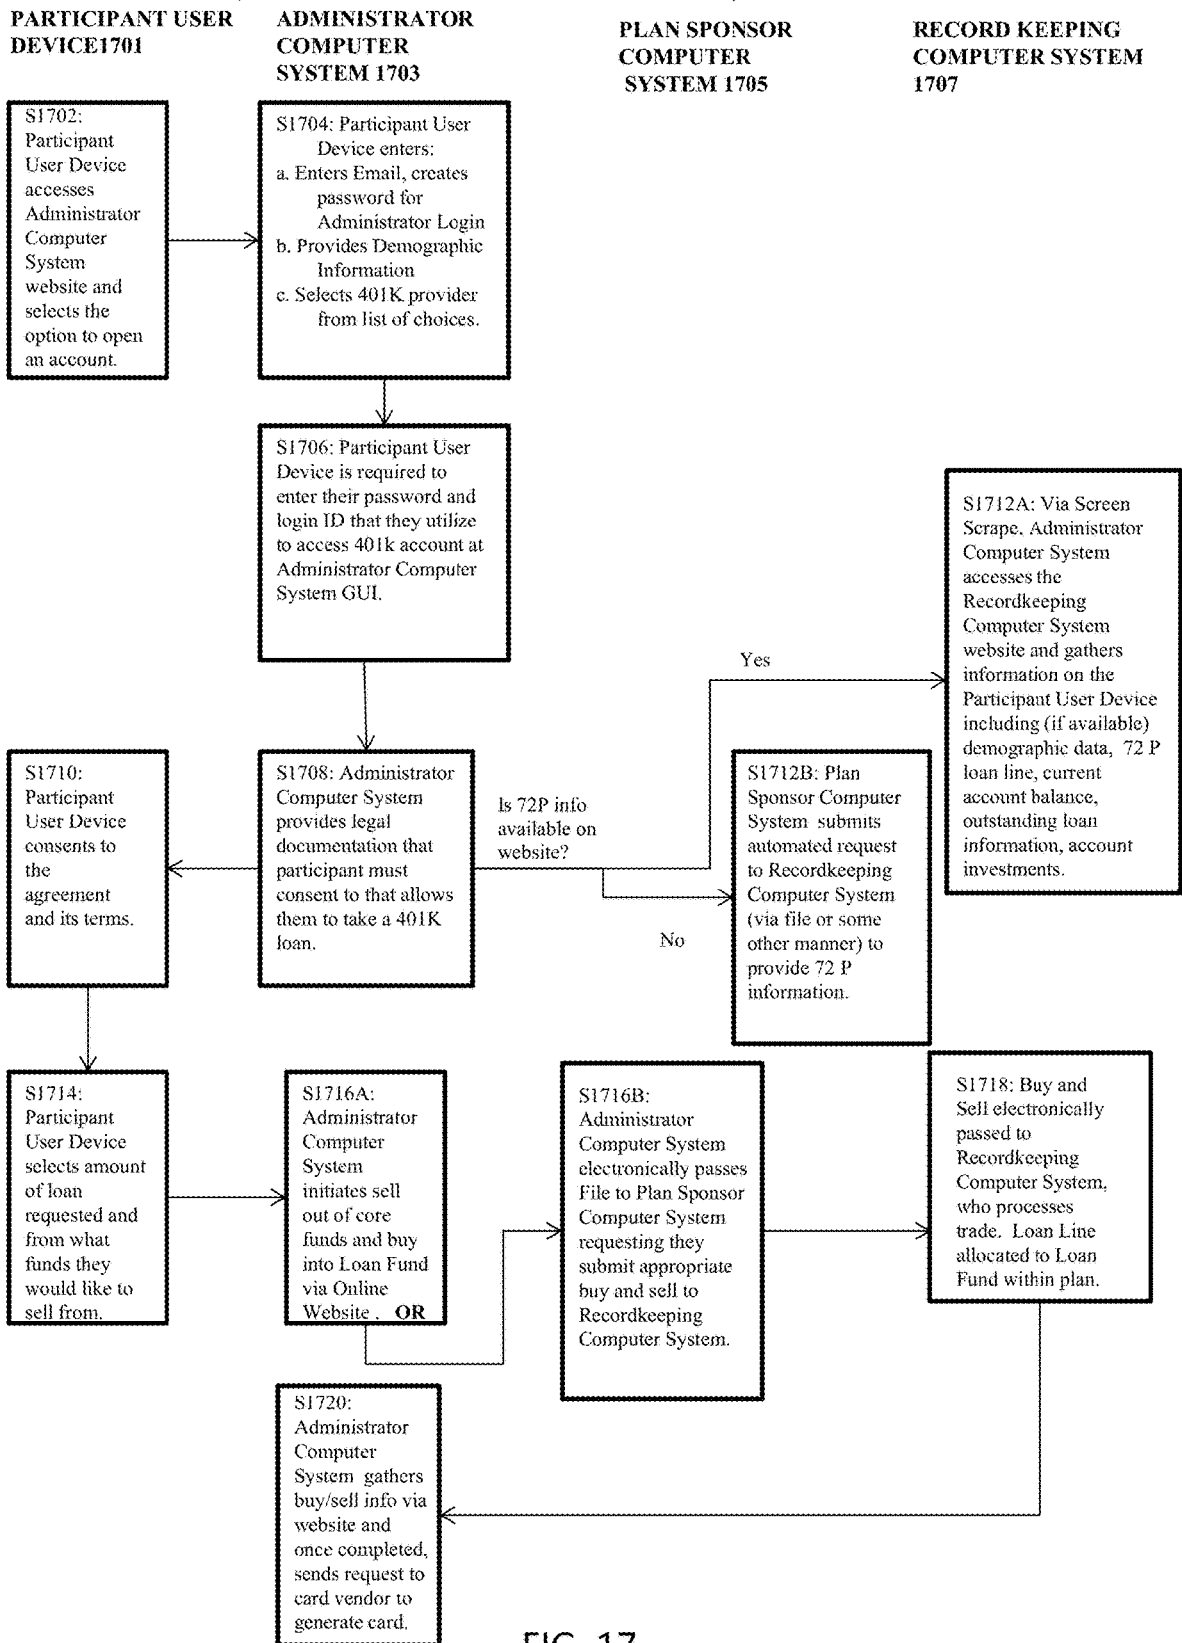 PARTICIPANT USER
DEVICE1701
ADMINISTRATOR
COMPUTER
SYSTEM 1703
PLAN SPONSOR
COMPUTER
SYSTEM 1705
RECORD KEEPING
COMPUTER SYSTEM
1707
S1702:
Participant
User Device
accesses
Administrator
Computer
System
website and
selects the
option to open
an account.
S1704: Participant User
Device enters:
a. Enters Email, creates
password for
Administrator Login
b. Provides Demographic
Information
c. Selects 401K provider
from list of choices.
S1706: Participant User
Device is required to
enter their password and
login ID that they utilize
to access 401k account at
Administrator Computer
System GUI.
S1712A: Via Screen
Scrape, Administrator
Computer System
accesses the
Recordkeeping
Computer System
website and gathers
information on the
Participant User Device
including (if available)
demographic data, 72 P
loan line, current
account balance,
outstanding loan
information, account
investments.
Yes
S1710:
Participant
User Device
consents to
the
agreement
and its terms.
S1708: Administrator
Computer System
provides legal
documentation that
participant must
consent to that allows
them to take a 401K
loan.
Is 72P info
available on
website?
No
S1712B: Plan
Sponsor Computer
System submits
automated request
to Recordkeeping
Computer System
(via file or some
other manner) to
provide 72 P
information.
S1714:
Participant
User Device
selects amount
of loan
requested and
from what
funds they
would like to
sell from.
S1716A:
Administrator
Computer
System
initiates sell
out of core
funds and buy
into Loan Fund
via Online
Website . OR
S1716B:
Administrator
Computer System
electronically passes
File to Plan Sponsor
Computer System
requesting they
submit appropriate
buy and sell to
Recordkeeping
Computer System.
S1718: Buy and
Sell electronically
passed to
Recordkeeping
Computer System,
who processes
trade. Loan Line
allocated to Loan
Fund within plan.
S1720:
Administrator
Computer
System gathers
buy/sell info via
website and
once completed,
sends request to
card vendor to
generate card.
FIG. 17